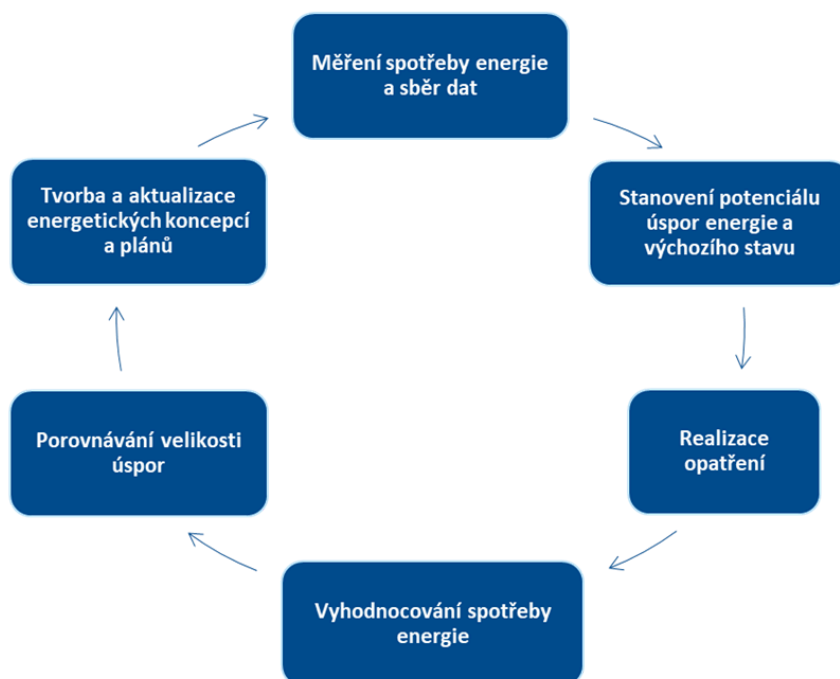 Měření spotřeby energie
a sběr dat
Stanovení potenciálu
úspor energie a
výchozího stavu
Realizace
opatření
Vyhodnocování spotřeby
energie
Porovnávání velikosti
úspor
Tvorba a aktualizace
energetických koncepcí
a plánů